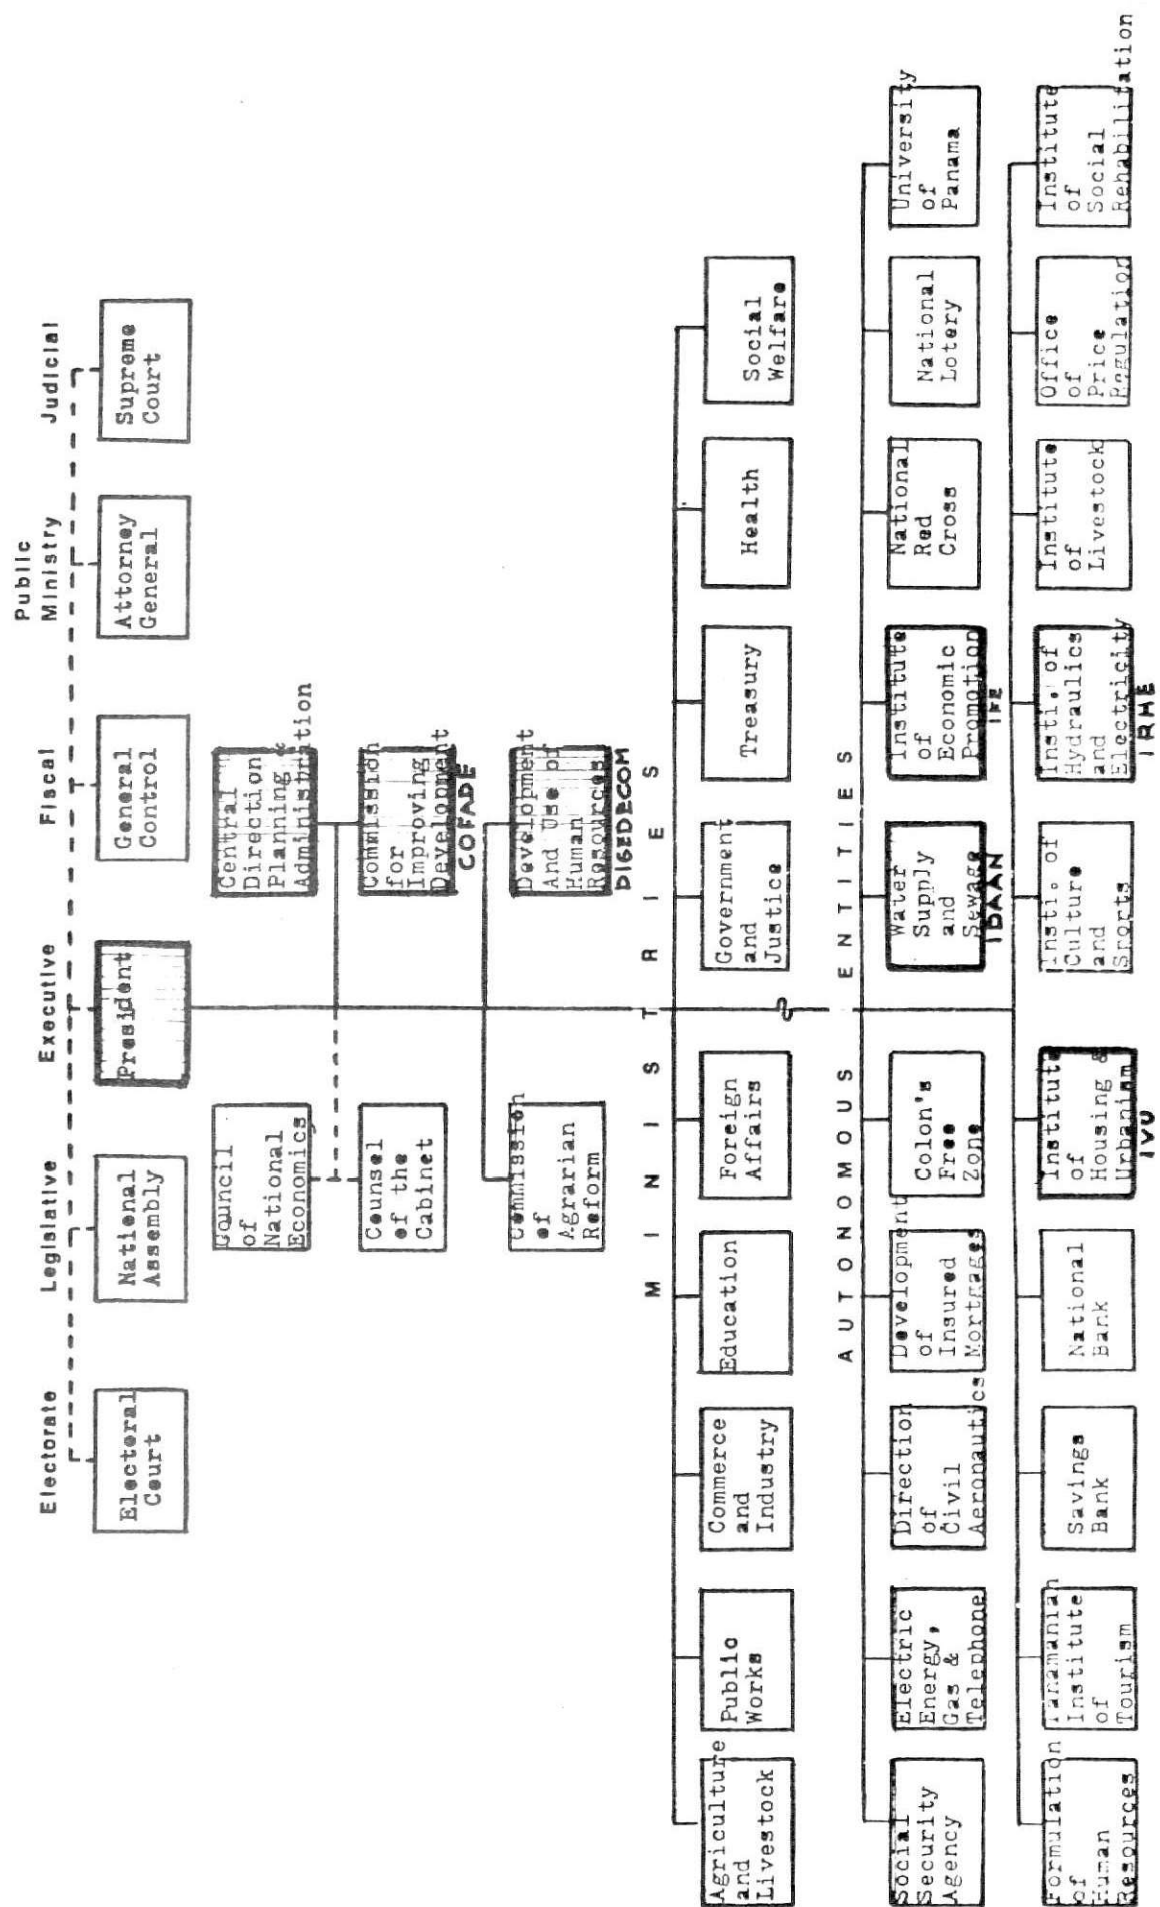 Electorate
Legislative
Executive
Fiscal
Public
Ministry
Judicial
Electoral
Court
National
Assembly
President
General
Control
Attorney
General
Supreme
Court
Council
of
National
Economics
Central
Direction
Planning &
Administration
Counsel
of the
Cabinet
Commission
for
Improving
Development
COFADE
Commission
of
Agrarian
Reform
Development
And Use of
Human
Resources
DIGEDECOM
MINISTRIES
Agriculture
and
Livestock
Public
Works
Commerce
and
Industry
Education
Foreign
Affairs
Government
and
Justice
Treasury
Health
Social
Welfare
AUTONOMOUS ENTITIES
Social
Security
Agency
Electric
Energy,
Gas &
Telephone
Direction
of
Civil
Aeronautics
Development
of
Insured
Mortgages
Colon's
Free
Zone
Water
Supply
and
Sewage
IDAAN
Institute
of
Economic
Promotion
IFE
National
Red
Cross
National
Lotery
University
of
Panama
Formulation
of
Human
Resources
Panamanian
Institute
of
Tourism
Savings
Bank
National
Bank
Institute
of
Housing &
Urbanism
IVU
Insti. of
Culture
and
Sports
Insti. of
Hydraulics
and
Electricity
IRHE
Institute
of
Livestock
Office
of
Price
Regulation
Institute
of
Social
Rehabilitation